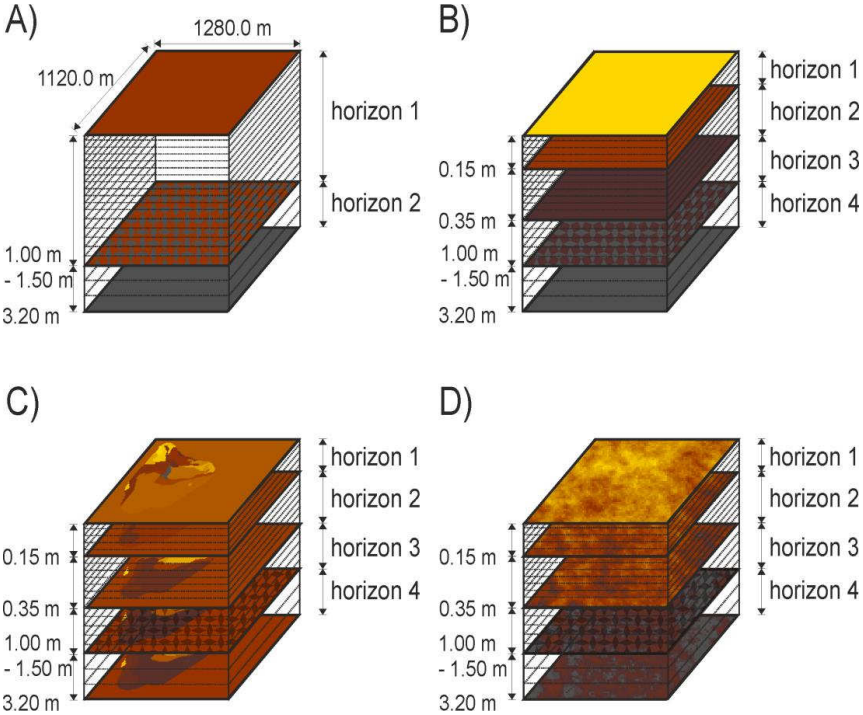 A)
1280.0 m
1120.0 m
horizon 1
horizon 2
1.00 m
- 1.50 m
3.20 m
B)
horizon 1
horizon 2
horizon 3
horizon 4
0.15 m
0.35 m
1.00 m
- 1.50 m
3.20 m
C)
horizon 1
horizon 2
horizon 3
horizon 4
0.15 m
0.35 m
1.00 m
- 1.50 m
3.20 m
D)
horizon 1
horizon 2
horizon 3
horizon 4
0.15 m
0.35 m
1.00 m
- 1.50 m
3.20 m